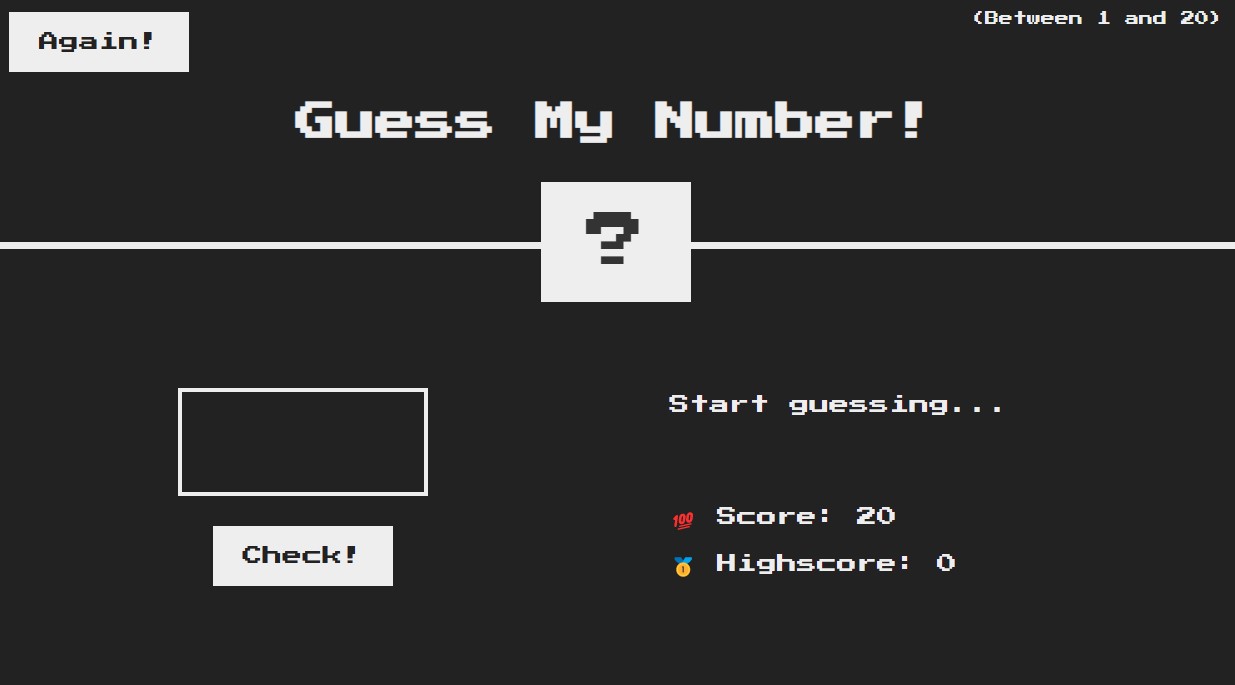 Again!
(Between 1 and 20)
Guess My Number!
?
Start guessing...
💯 Score: 20
🥇 Highscore: 0
Check!